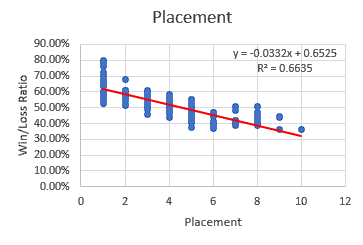 Placement
90.00%
80.00%
70.00%
60.00%
50.00%
40.00%
30.00%
20.00%
10.00%
0.00%
Win/Loss Ratio
y = -0.0332x + 0.6525
R² = 0.6635
0 2 4 6 8 10 12
Placement